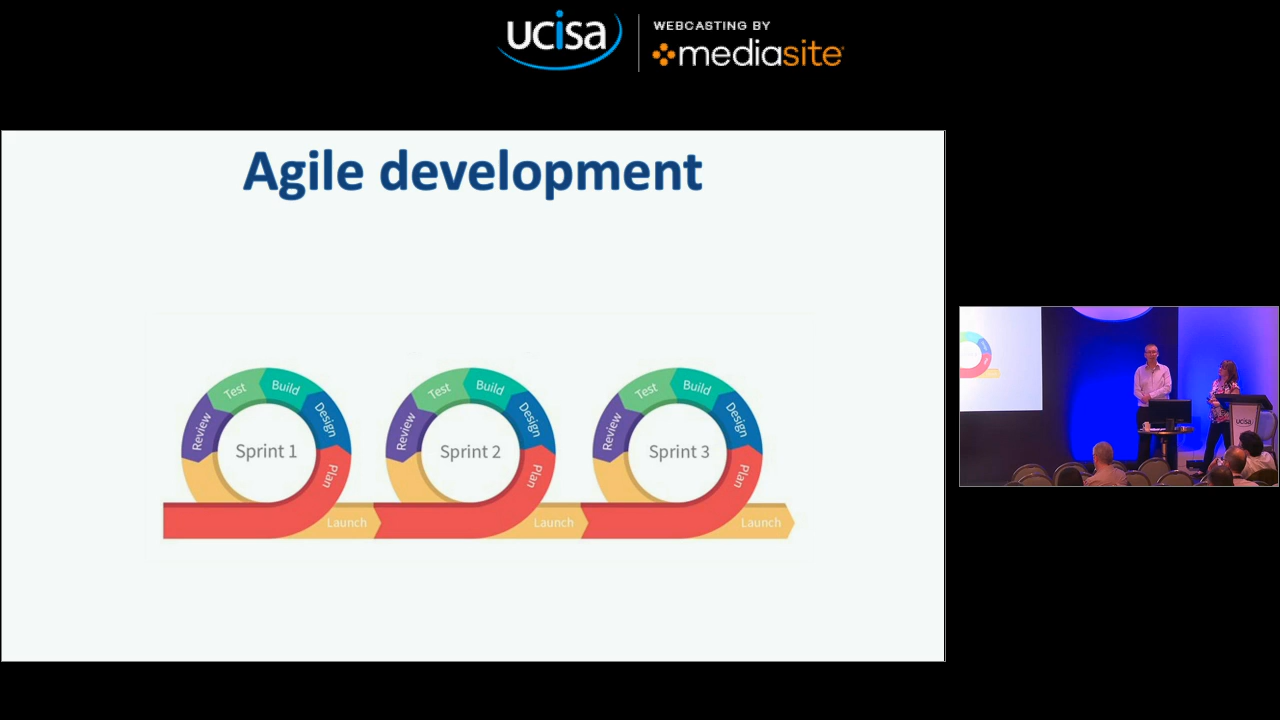 ucisa
WEBCASTING BY
mediasite
Agile development
Test
Build
Review
Design
Sprint 1
Plan
Launch
Test
Build
Review
Design
Sprint 2
Plan
Launch
Test
Build
Review
Design
Sprint 3
Plan
Launch
ucisa